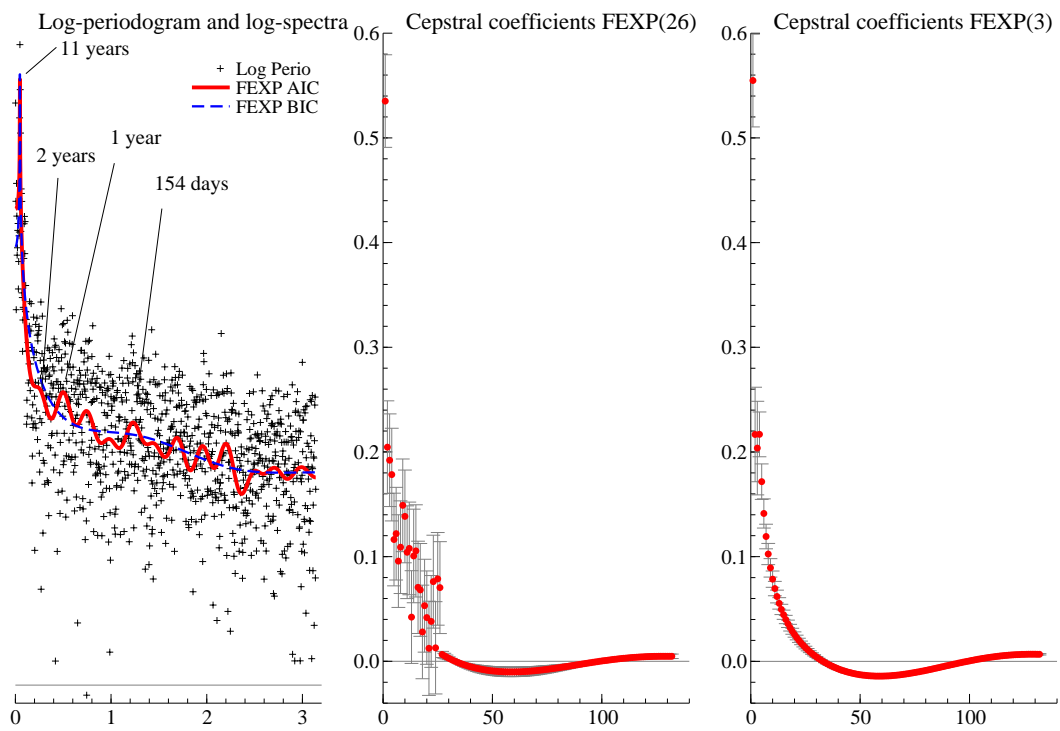 Log-periodogram and log-spectra
11 years
Log Perio
FEXP AIC
FEXP BIC
1 year
2 years
154 days
0 1 2 3
Cepstral coefficients FEXP(26)
0.6
0.5
0.4
0.3
0.2
0.1
0.0
0 50 100
Cepstral coefficients FEXP(3)
0.6
0.5
0.4
0.3
0.2
0.1
0.0
0 50 100